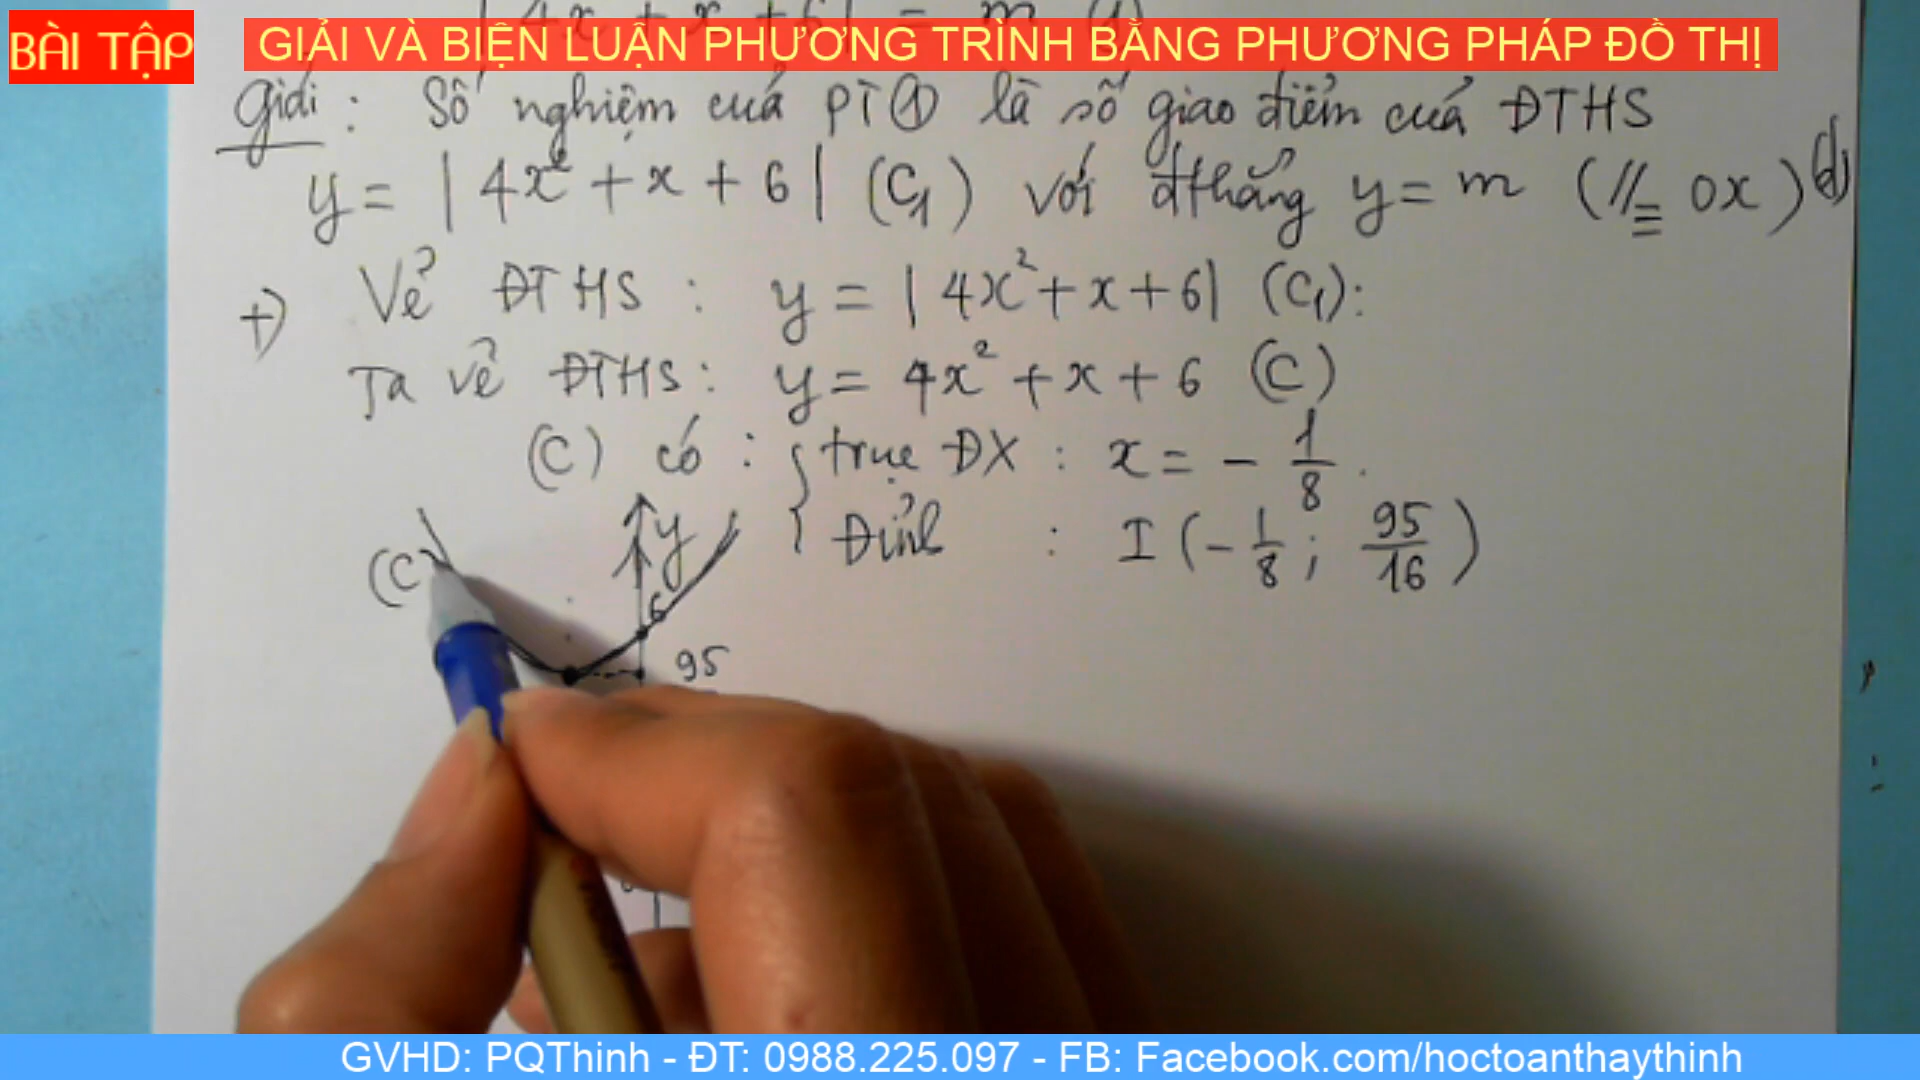 |4x + x + 6| = m (1)
BÀI TẬP
GIẢI VÀ BIỆN LUẬN PHƯƠNG TRÌNH BẰNG PHƯƠNG PHÁP ĐỒ THỊ
Giải : Số nghiệm của PT ① là số giao điểm của ĐTHS
y = |4x² + x + 6| (C₁) với đthẳng y = m (//≡ ox) (d)
+) Vẽ ĐTHS : y = |4x² + x + 6| (C₁):
Ta vẽ ĐTHS : y = 4x² + x + 6 (C)
(C) có : { trục ĐX : x = - 1/8 .
Đỉnh : I (- 1/8 ; 95/16)
(C)
y
6
95
GVHD: PQThinh - ĐT: 0988.225.097 - FB: Facebook.com/hoctoanthaythinh